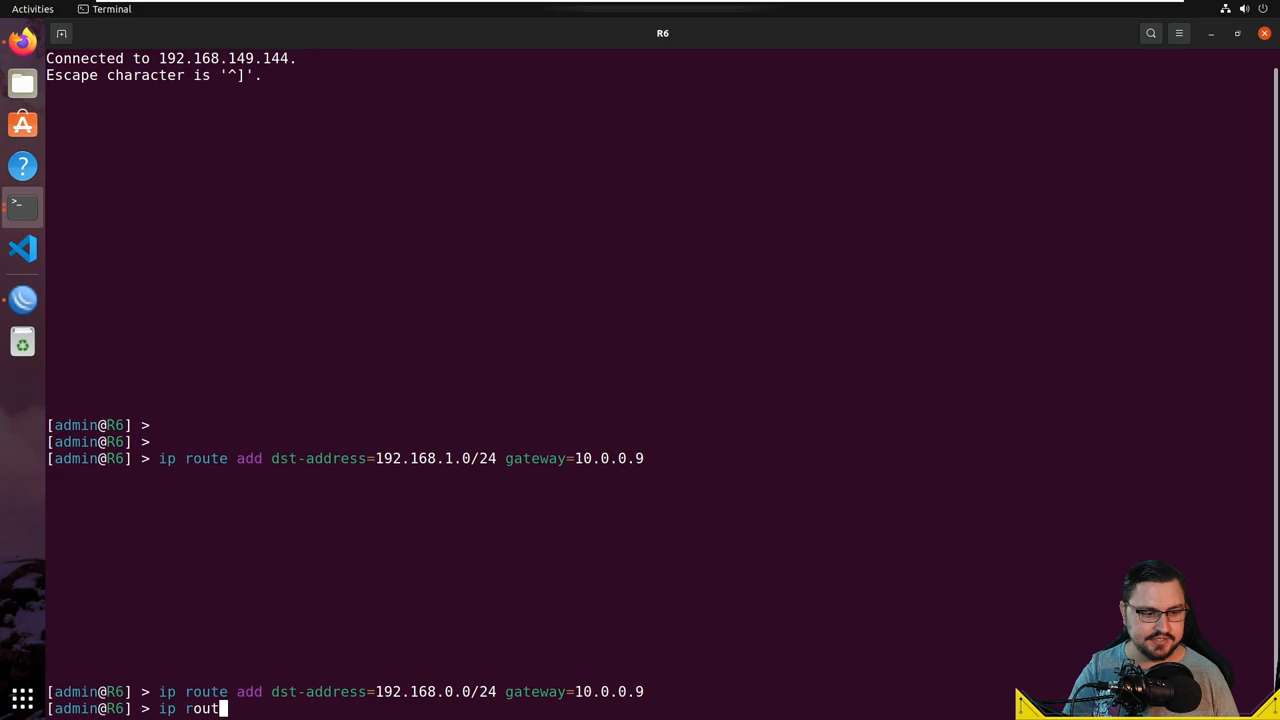 Activities
Terminal
R6
Connected to 192.168.149.144.
Escape character is '^]'.
[admin@R6] >
[admin@R6] >
[admin@R6] > ip route add dst-address=192.168.1.0/24 gateway=10.0.0.9
[admin@R6] > ip route add dst-address=192.168.0.0/24 gateway=10.0.0.9
[admin@R6] > ip rout